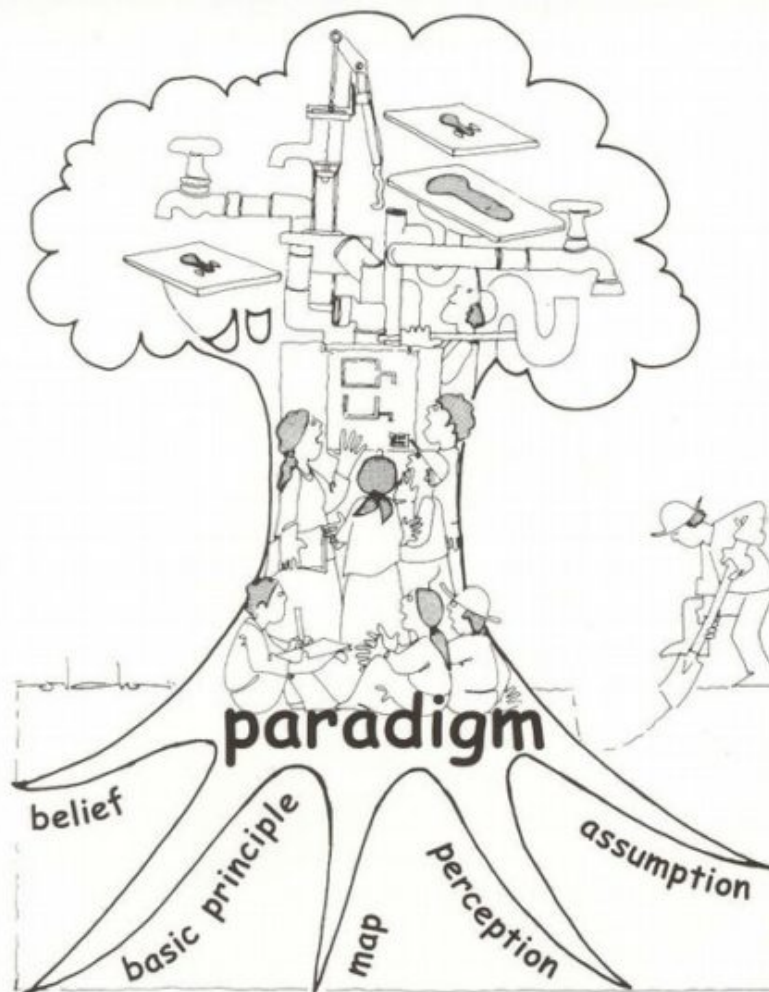 paradigm
belief
basic principle
map
perception
assumption